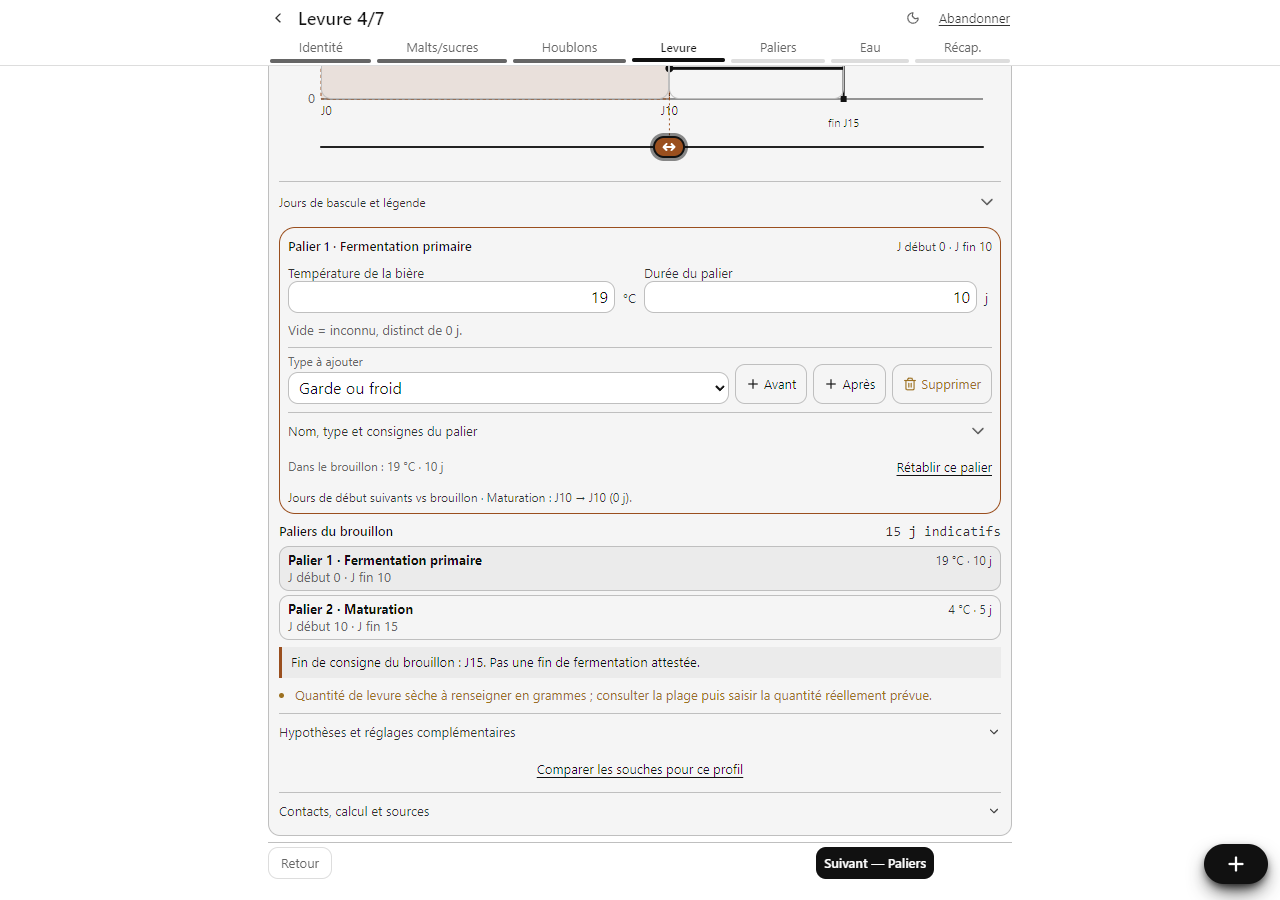 Levure 4/7
Abandonner
Identité Malts/sucres Houblons Levure Paliers Eau Récap.
0
J0 J10
fin J15
Jours de bascule et légende
Palier 1 · Fermentation primaire J début 0 · J fin 10
Température de la bière Durée du palier
19 °C 10 j
Vide = inconnu, distinct de 0 j.
Type à ajouter
Garde ou froid + Avant + Après Supprimer
Nom, type et consignes du palier
Dans le brouillon : 19 °C · 10 j Rétablir ce palier
Jours de début suivants vs brouillon · Maturation : J10 → J10 (0 j).
Paliers du brouillon 15 j indicatifs
Palier 1 · Fermentation primaire 19 °C · 10 j
J début 0 · J fin 10
Palier 2 · Maturation 4 °C · 5 j
J début 10 · J fin 15
Fin de consigne du brouillon : J15. Pas une fin de fermentation attestée.
• Quantité de levure sèche à renseigner en grammes ; consulter la plage puis saisir la quantité réellement prévue.
Hypothèses et réglages complémentaires
Comparer les souches pour ce profil
Contacts, calcul et sources
Retour Suivant — Paliers